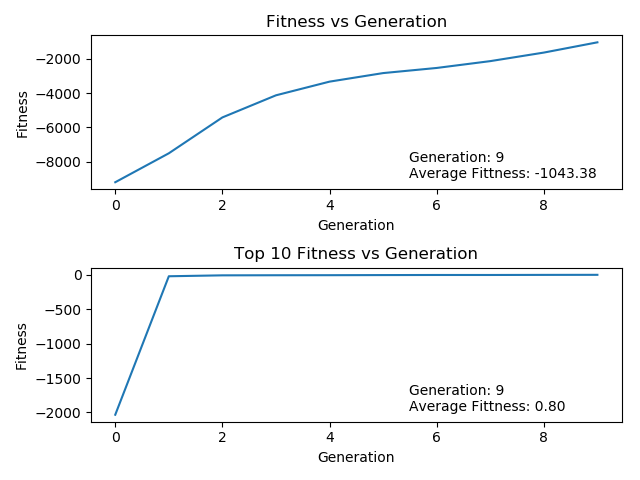 Fitness vs Generation
−2000
−4000
−6000
−8000
Fitness
Generation: 9
Average Fittness: -1043.38
0 2 4 6 8
Generation
Top 10 Fitness vs Generation
0
−500
−1000
−1500
−2000
Fitness
Generation: 9
Average Fittness: 0.80
0 2 4 6 8
Generation